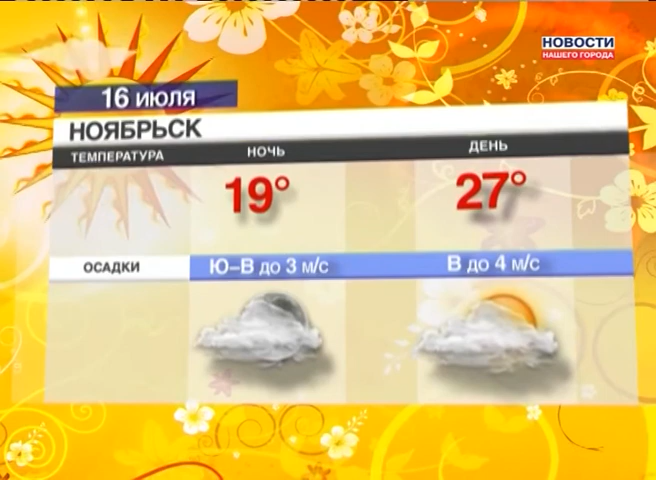 НОВОСТИ
НАШЕГО ГОРОДА
16 ИЮЛЯ
НОЯБРЬСК
ТЕМПЕРАТУРА НОЧЬ ДЕНЬ
19° 27°
ОСАДКИ Ю-В ДО 3 М/С В ДО 4 М/С